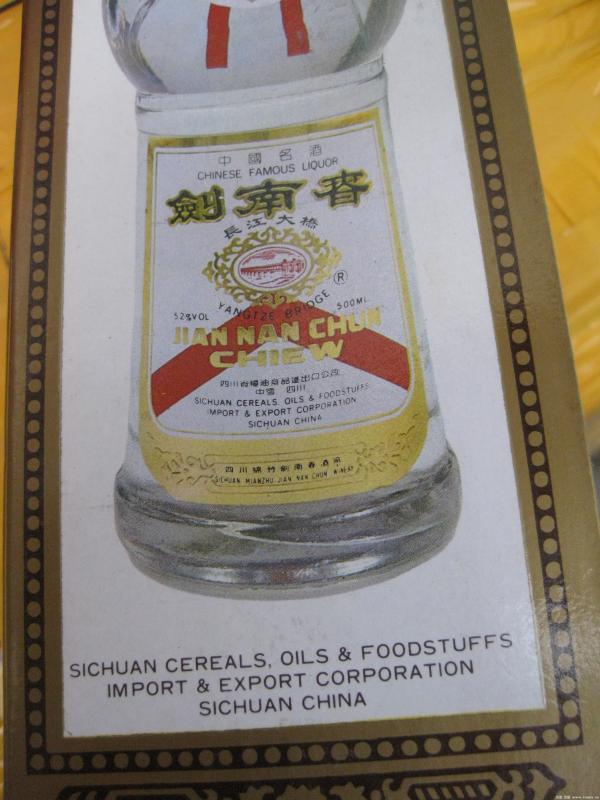 中國名酒
CHINESE FAMOUS LIQUOR
劍南春
長江大橋
YANGTZE BRIDGE ®
52%VOL 500ML
JIAN NAN CHUN
CHIEW
四川省糧油食品進出口公司
中國 四川
SICHUAN CEREALS, OILS & FOODSTUFFS
IMPORT & EXPORT CORPORATION
SICHUAN CHINA
四川綿竹劍南春酒廠
SICHUAN MIANZHU JIAN NAN CHUN WINERY
SICHUAN CEREALS, OILS & FOODSTUFFS
IMPORT & EXPORT CORPORATION
SICHUAN CHINA